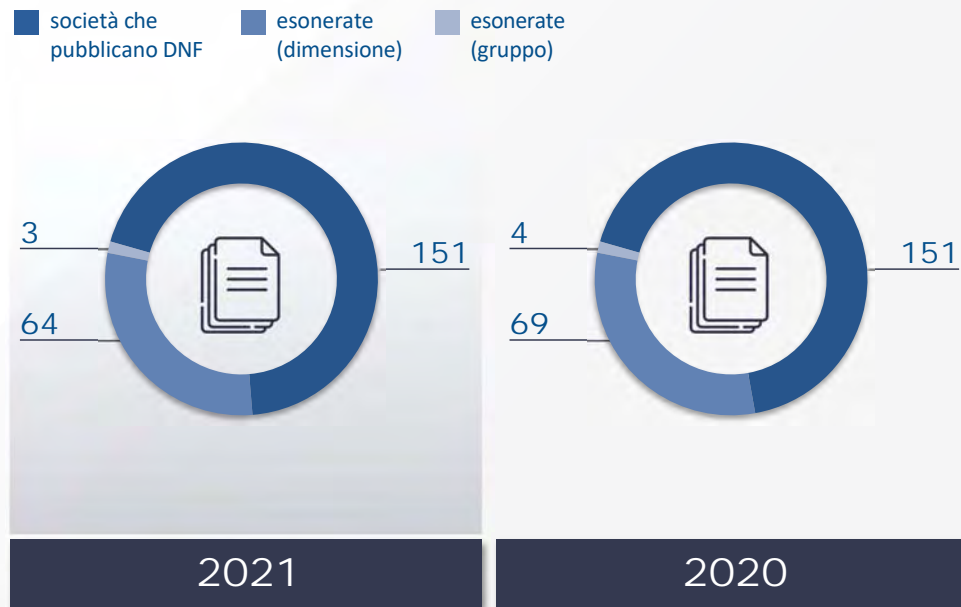 società che
pubblicano DNF
esonerate
(dimensione)
esonerate
(gruppo)
3
151
64
4
151
69
2021
2020